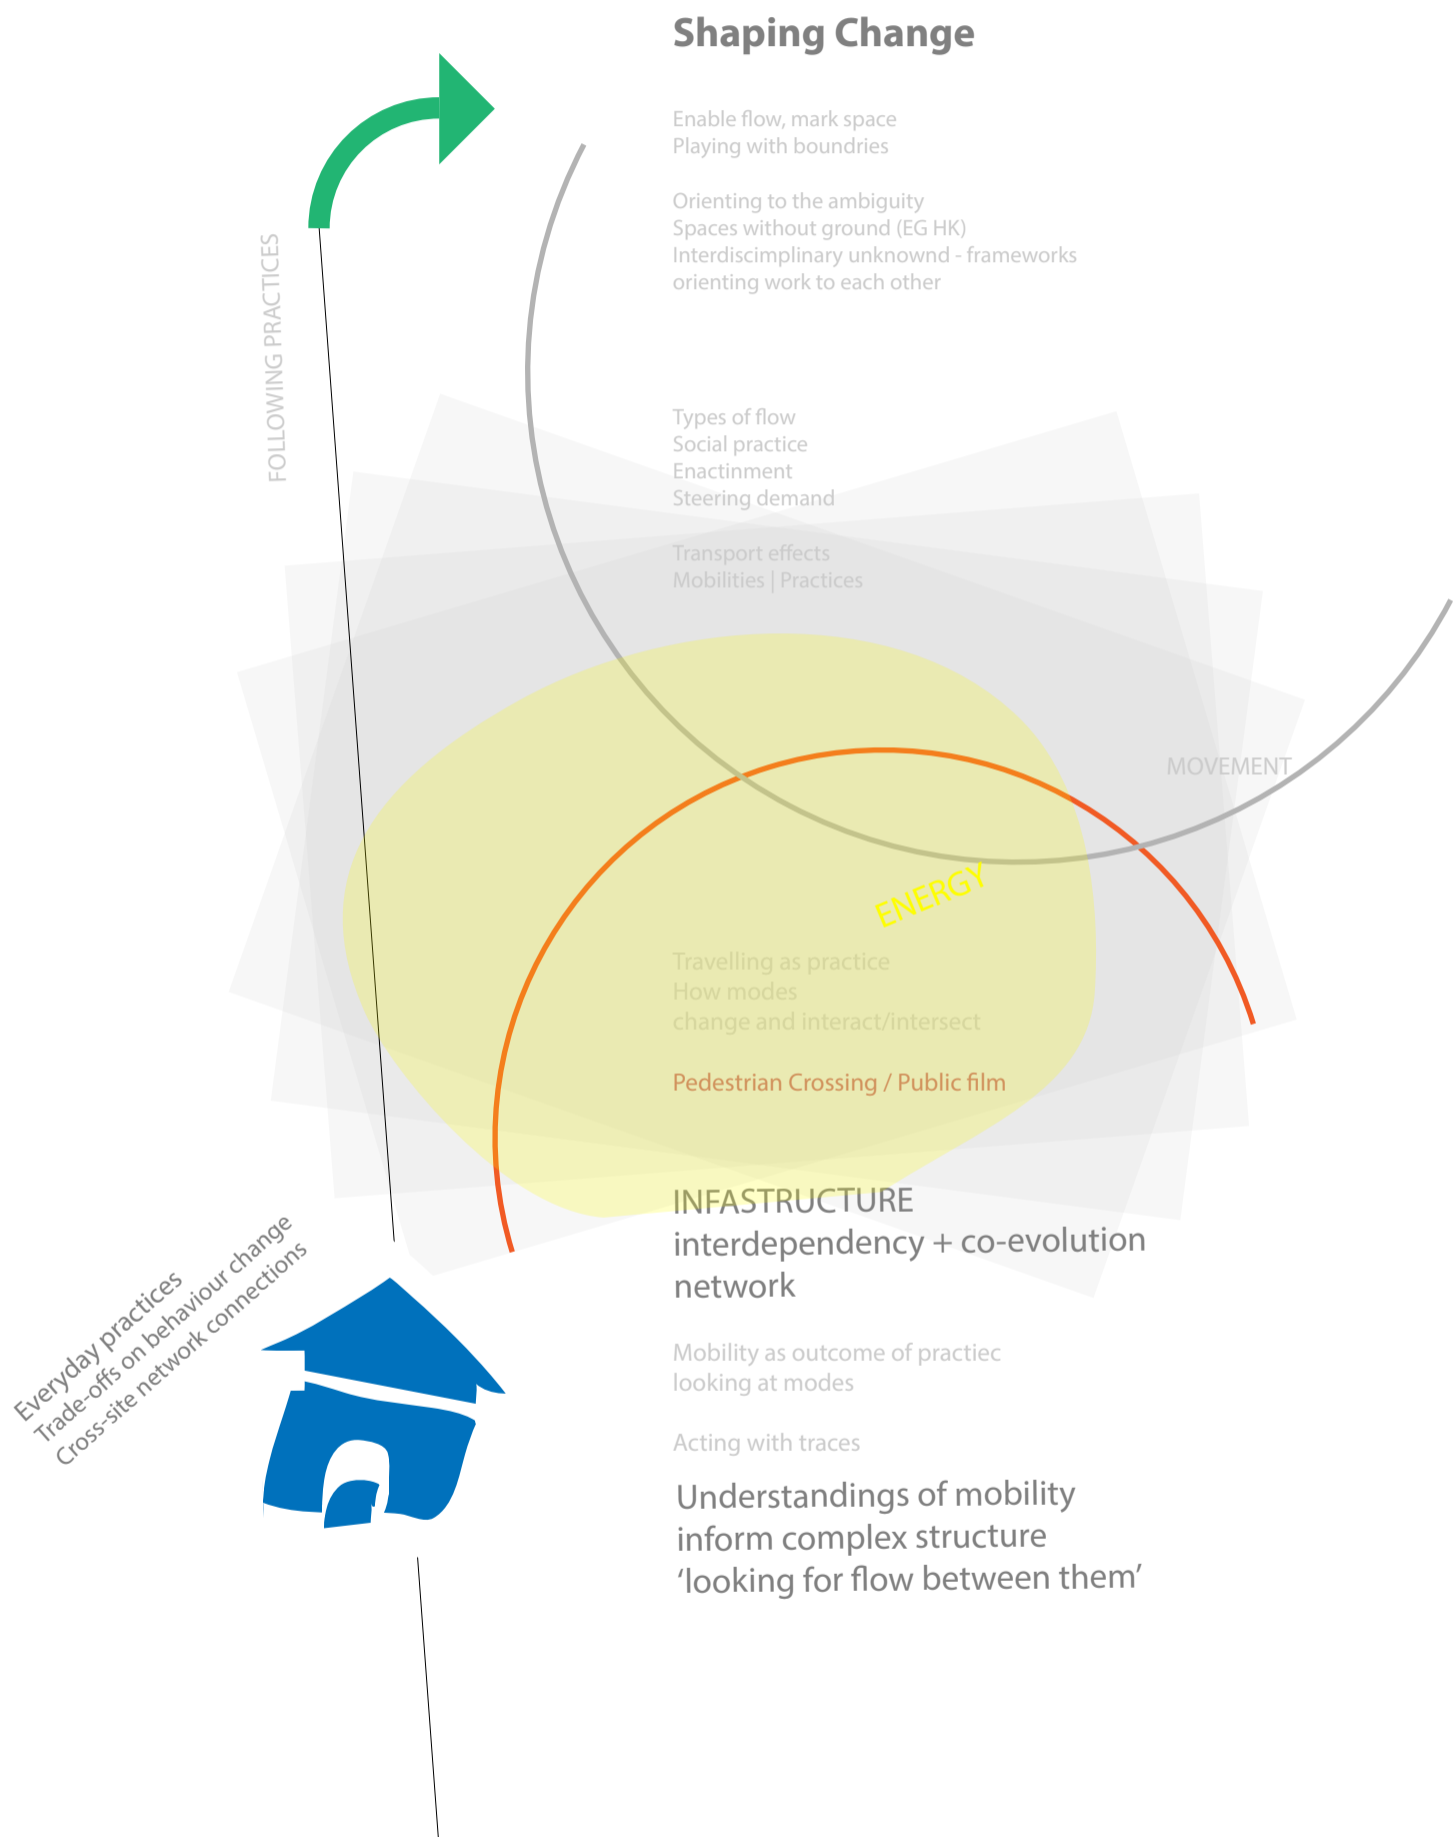 Shaping Change
Enable flow, mark space
Playing with boundries
Orienting to the ambiguity
Spaces without ground (EG HK)
Interdiscimplinary unknownd - frameworks
orienting work to each other
FOLLOWING PRACTICES
Types of flow
Social practice
Enactinment
Steering demand
Transport effects
Mobilities | Practices
MOVEMENT
ENERGY
Travelling as practice
How modes
change and interact/intersect
Pedestrian Crossing / Public film
INFASTRUCTURE
interdependency + co-evolution
network
Everyday practices
Trade-offs on behaviour change
Cross-site network connections
Mobility as outcome of practiec
looking at modes
Acting with traces
Understandings of mobility
inform complex structure
‘looking for flow between them’